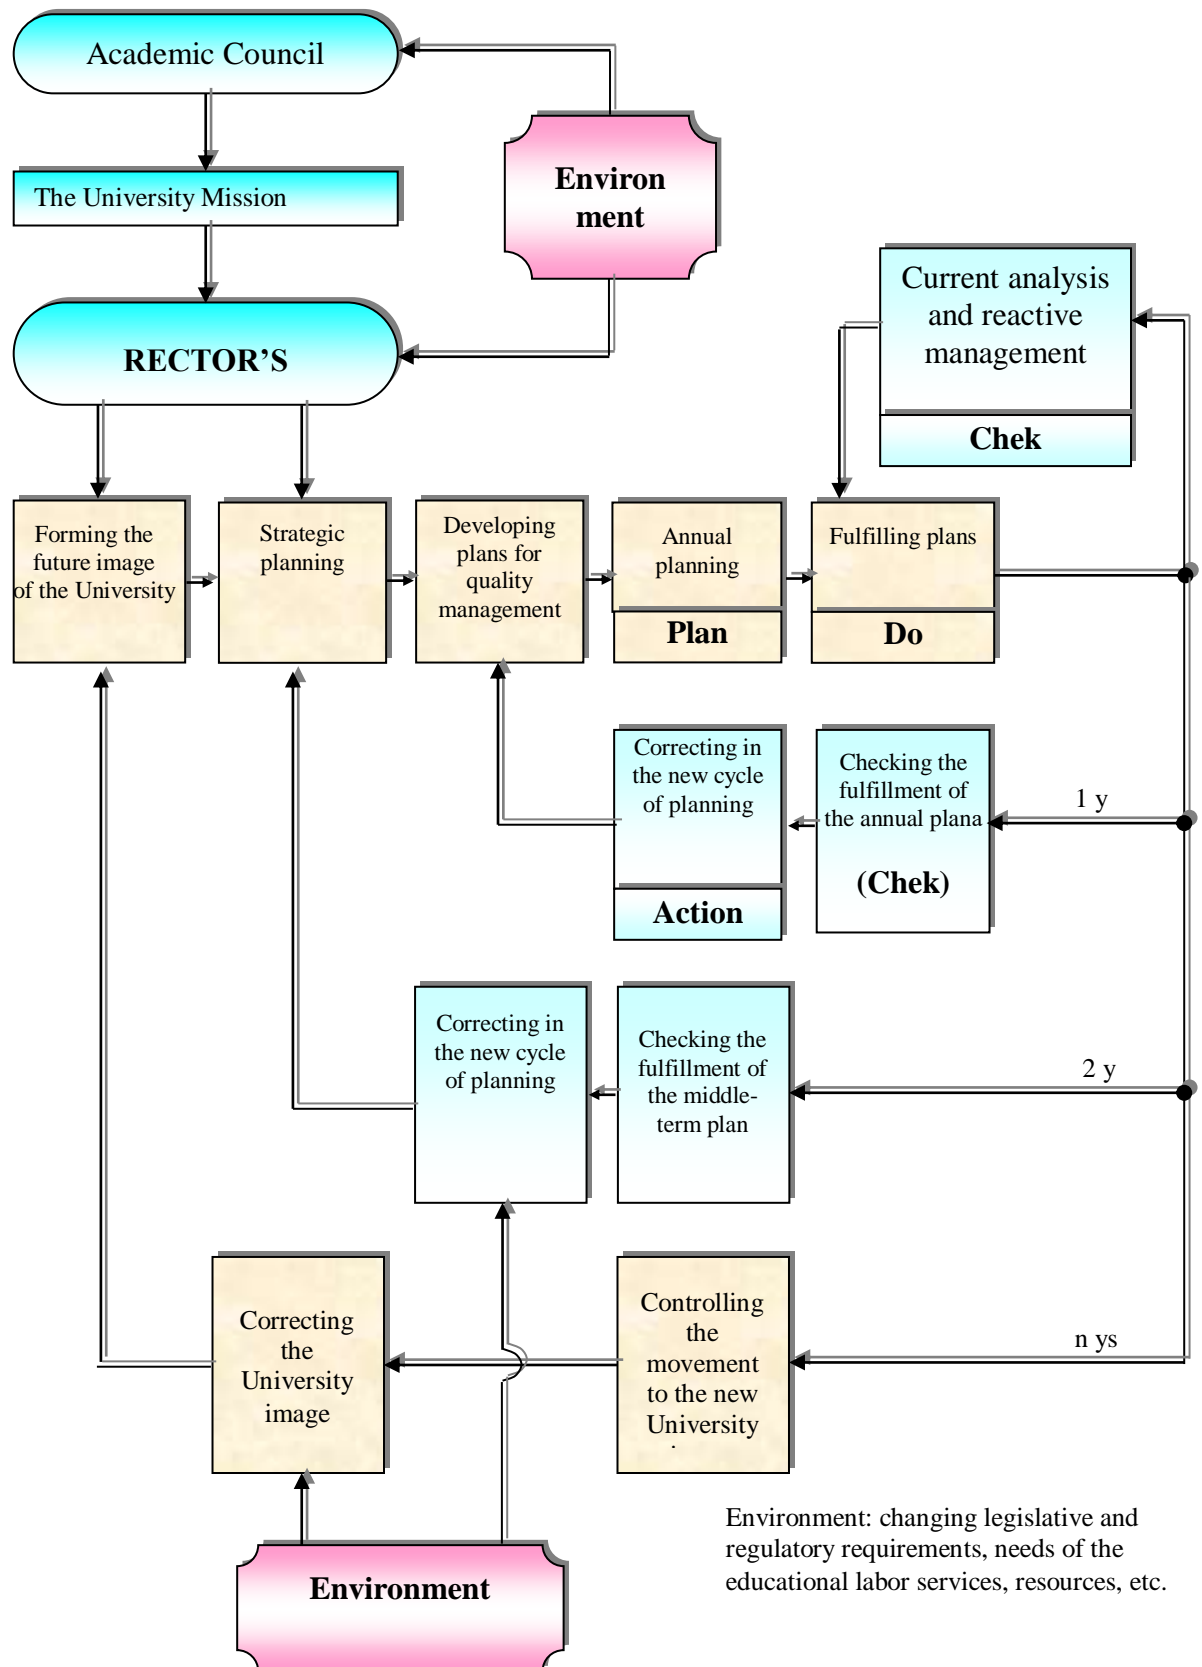 Academic Council
The University Mission
Environ
ment
RECTOR'S
Current analysis
and reactive
management
Chek
Forming the
future image
of the University
Strategic
planning
Developing
plans for
quality
management
Annual
planning
Plan
Fulfilling plans
Do
Correcting in
the new cycle
of planning
Action
Checking the
fulfillment of
the annual plana
(Chek)
1 y
Correcting in
the new cycle
of planning
Checking the
fulfillment of
the middle-
term plan
2 y
Correcting
the
University
image
Controlling
the
movement
to the new
University
n ys
Environment: changing legislative and
regulatory requirements, needs of the
educational labor services, resources, etc.
Environment